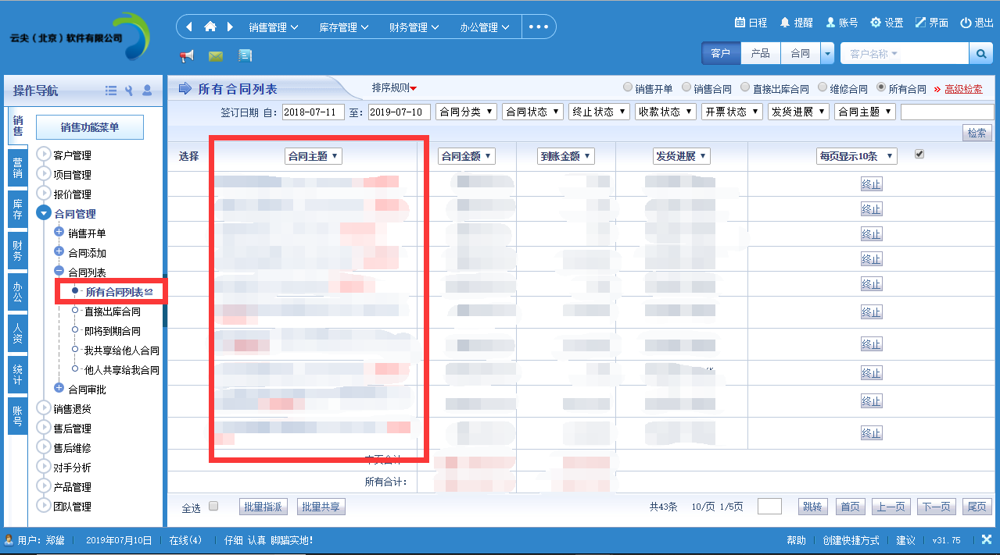 云尖（北京）软件有限公司
销售管理 库存管理 财务管理 办公管理
日程 提醒 账号 设置 界面 退出
客户 产品 合同 客户名称
操作导航
销售
营销
库存
财务
办公
人资
统计
账号
销售功能菜单
客户管理
项目管理
报价管理
合同管理
销售开单
合同添加
合同列表
所有合同列表
直接出库合同
即将到期合同
我共享给他人合同
他人共享给我合同
合同审批
销售退货
售后管理
售后维修
对手分析
产品管理
团队管理
所有合同列表 排序规则 销售开单 销售合同 直接出库合同 维修合同 所有合同 高级检索
签订日期 自: 2018-07-11 至: 2019-07-10 合同分类 合同状态 终止状态 收款状态 开票状态 发货进展 合同主题
检索
选择 合同主题 合同金额 到账金额 发货进展 每页显示10条
终止
终止
终止
终止
终止
终止
终止
终止
终止
终止
本页合计
所有合计:
全选 批量指派 批量共享 共43条 10/页 1/5页 跳转 首页 上一页 下一页 尾页
用户: 郑黛 2019年07月10日 在线(4) 仔细 认真 脚踏实地! 帮助 创建快捷方式 建议 v31.75